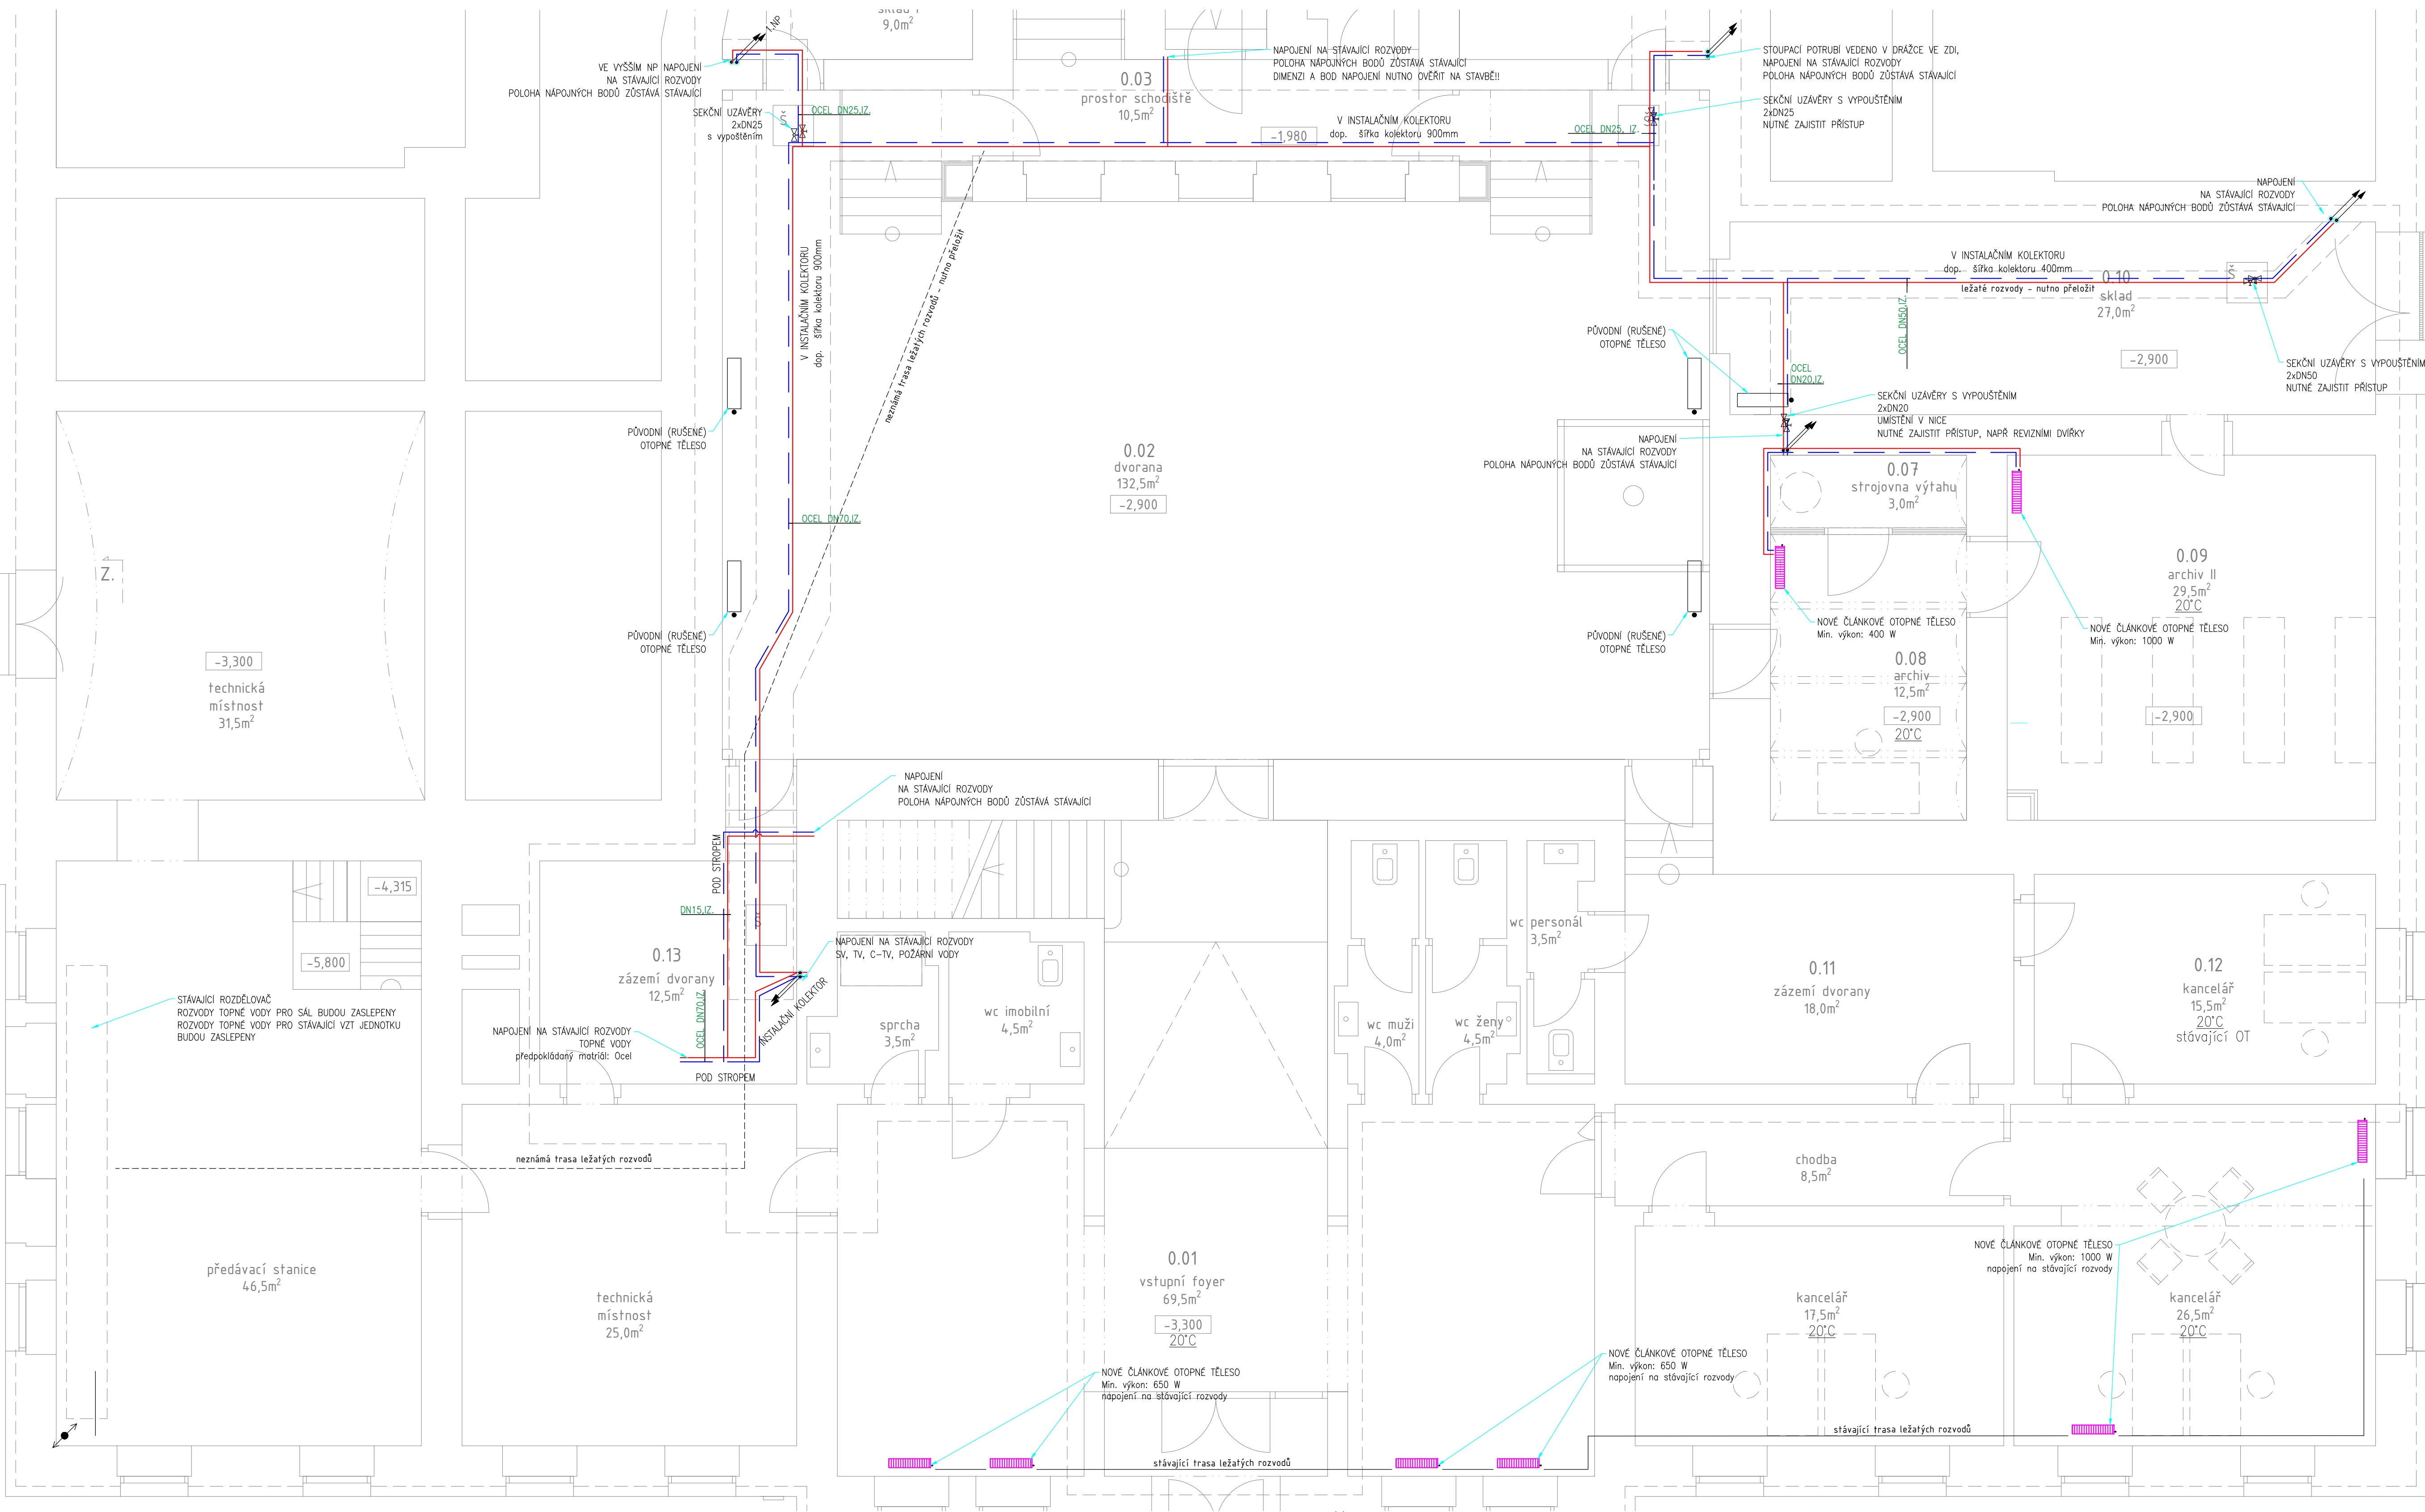 9,0m²
1.NP
VE VYŠŠÍM NP NAPOJENÍ
NA STÁVAJÍCÍ ROZVODY
POLOHA NÁPOJNÝCH BODŮ ZŮSTÁVÁ STÁVAJÍCÍ
SEKČNÍ UZÁVĚRY
2xDN25
s vypoštěním
Š
OCEL DN25,IZ.
0.03
prostor schodiště
10,5m²
NAPOJENÍ NA STÁVAJÍCÍ ROZVODY
POLOHA NÁPOJNÝCH BODŮ ZŮSTÁVÁ STÁVAJÍCÍ
DIMENZI A BOD NAPOJENÍ NUTNO OVĚŘIT NA STAVBĚ!!
-1,980
V INSTALAČNÍM KOLEKTORU
dop. šířka kolektoru 900mm
OCEL DN25, IZ.
Š
STOUPACÍ POTRUBÍ VEDENO V DRÁŽCE VE ZDI,
NAPOJENÍ NA STÁVAJÍCÍ ROZVODY
POLOHA NÁPOJNÝCH BODŮ ZŮSTÁVÁ STÁVAJÍCÍ
SEKČNÍ UZÁVĚRY S VYPOUŠTĚNÍM
2xDN25
NUTNÉ ZAJISTIT PŘÍSTUP
NAPOJENÍ
NA STÁVAJÍCÍ ROZVODY
POLOHA NÁPOJNÝCH BODŮ ZŮSTÁVÁ STÁVAJÍCÍ
V INSTALAČNÍM KOLEKTORU
dop. šířka kolektoru 400mm
0.10
sklad
27,0m²
ležaté rozvody - nutno přeložit
Š
-2,900
SEKČNÍ UZÁVĚRY S VYPOUŠTĚNÍM
2xDN50
NUTNÉ ZAJISTIT PŘÍSTUP
OCEL DN50,IZ.
OCEL
DN20,IZ.
SEKČNÍ UZÁVĚRY S VYPOUŠTĚNÍM
2xDN20
UMÍSTĚNÍ V NICE
NUTNÉ ZAJISTIT PŘÍSTUP, NAPŘ REVIZNÍMI DVÍŘKY
V INSTALAČNÍM KOLEKTORU
dop. šířka kolektoru 900mm
neznámá trasa ležatých rozvodů - nutno přeložit
PŮVODNÍ (RUŠENÉ)
OTOPNÉ TĚLESO
PŮVODNÍ (RUŠENÉ)
OTOPNÉ TĚLESO
NAPOJENÍ
NA STÁVAJÍCÍ ROZVODY
POLOHA NÁPOJNÝCH BODŮ ZŮSTÁVÁ STÁVAJÍCÍ
0.02
dvorana
132,5m²
-2,900
OCEL DN70,IZ.
0.07
strojovna výtahu
3,0m²
0.09
archiv II
29,5m²
20°C
-2,900
NOVÉ ČLÁNKOVÉ OTOPNÉ TĚLESO
Min. výkon: 400 W
NOVÉ ČLÁNKOVÉ OTOPNÉ TĚLESO
Min. výkon: 1000 W
0.08
archiv
12,5m²
-2,900
20°C
PŮVODNÍ (RUŠENÉ)
OTOPNÉ TĚLESO
PŮVODNÍ (RUŠENÉ)
OTOPNÉ TĚLESO
Z.
-3,300
technická
místnost
31,5m²
NAPOJENÍ
NA STÁVAJÍCÍ ROZVODY
POLOHA NÁPOJNÝCH BODŮ ZŮSTÁVÁ STÁVAJÍCÍ
POD STROPEM
DN15,IZ.
Š
-4,315
-5,800
0.13
zázemí dvorany
12,5m²
NAPOJENÍ NA STÁVAJÍCÍ ROZVODY
SV, TV, C-TV, POŽÁRNÍ VODY
INSTALAČNÍ KOLEKTOR
OCEL DN70,IZ.
NAPOJENÍ NA STÁVAJÍCÍ ROZVODY
TOPNÉ VODY
předpokládaný matriál: Ocel
POD STROPEM
STÁVAJÍCÍ ROZDĚLOVAČ
ROZVODY TOPNÉ VODY PRO SÁL BUDOU ZASLEPENY
ROZVODY TOPNÉ VODY PRO STÁVAJÍCÍ VZT JEDNOTKU
BUDOU ZASLEPENY
sprcha
3,5m²
wc imobilní
4,5m²
wc muži
4,0m²
wc ženy
4,5m²
wc personál
3,5m²
0.11
zázemí dvorany
18,0m²
0.12
kancelář
15,5m²
20°C
stávající OT
neznámá trasa ležatých rozvodů
chodba
8,5m²
předávací stanice
46,5m²
technická
místnost
25,0m²
0.01
vstupní foyer
69,5m²
-3,300
20°C
NOVÉ ČLÁNKOVÉ OTOPNÉ TĚLESO
Min. výkon: 1000 W
napojení na stávající rozvody
kancelář
17,5m²
20°C
kancelář
26,5m²
20°C
NOVÉ ČLÁNKOVÉ OTOPNÉ TĚLESO
Min. výkon: 650 W
napojení na stávající rozvody
NOVÉ ČLÁNKOVÉ OTOPNÉ TĚLESO
Min. výkon: 650 W
napojení na stávající rozvody
stávající trasa ležatých rozvodů
stávající trasa ležatých rozvodů